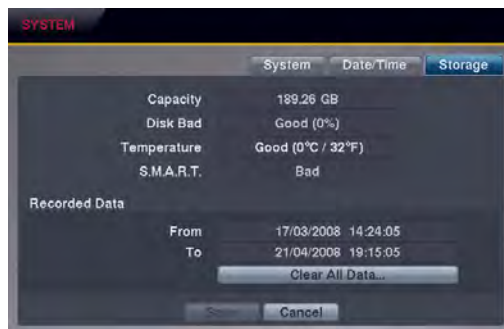 SYSTEM
System Date/Time Storage
Capacity 189.26 GB
Disk Bad Good (0%)
Temperature Good (0°C / 32°F)
S.M.A.R.T. Bad
Recorded Data
From 17/03/2008 14:24:05
To 21/04/2008 19:15:05
Clear All Data...
Cancel